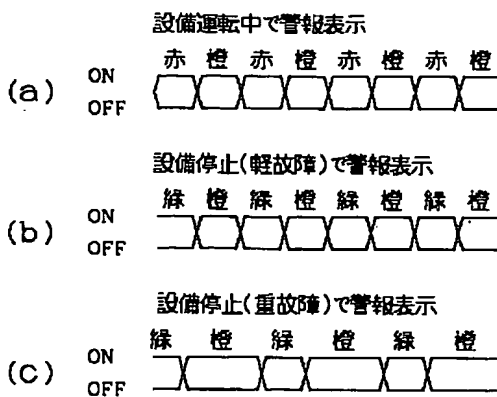 設備運転中で警報表示
赤 橙 赤 橙 赤 橙 赤 橙
(a) ON
OFF
設備停止(軽故障)で警報表示
緑 橙 緑 橙 緑 橙 緑 橙
(b) ON
OFF
設備停止(重故障)で警報表示
緑 橙 緑 橙 緑 橙
(c) ON
OFF